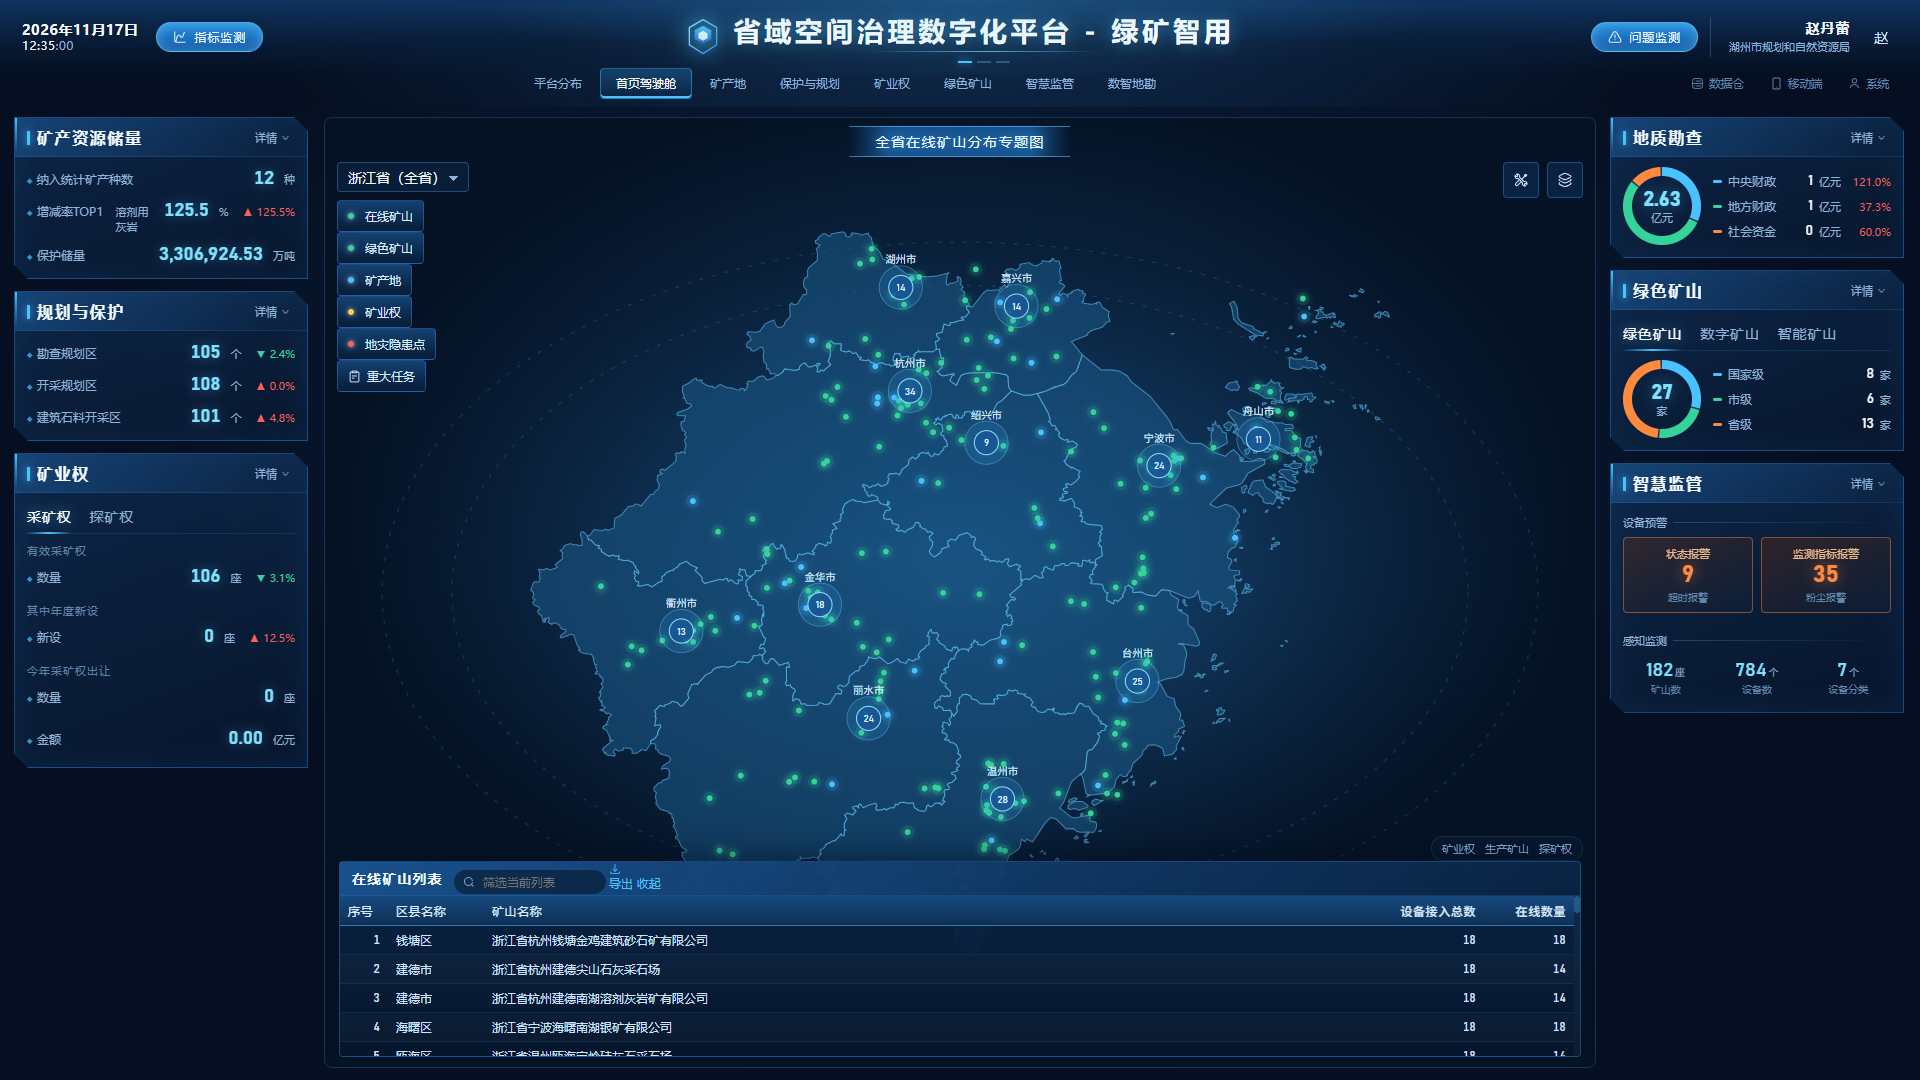 2026年11月17日
12:35:00
指标监测
省域空间治理数字化平台 - 绿矿智用
问题监测
赵丹蕾
湖州市规划和自然资源局
赵
平台分布 首页驾驶舱 矿产地 保护与规划 矿业权 绿色矿山 智慧监管 数智地勘
数据仓 移动端 系统
矿产资源储量 详情
纳入统计矿产种数 12 种
增减率TOP1 溶剂用灰岩 125.5 % ▲ 125.5%
保护储量 3,306,924.53 万吨
规划与保护 详情
勘查规划区 105 个 ▼ 2.4%
开采规划区 108 个 ▲ 0.0%
建筑石料开采区 101 个 ▲ 4.8%
矿业权 详情
采矿权 探矿权
有效采矿权
数量 106 座 ▼ 3.1%
其中年度新设
新设 0 座 ▲ 12.5%
今年采矿权出让
数量 0 座
金额 0.00 亿元
全省在线矿山分布专题图
浙江省（全省）
在线矿山
绿色矿山
矿产地
矿业权
地灾隐患点
重大任务
湖州市 14
嘉兴市 14
杭州市 34
绍兴市 9
宁波市 24
舟山市 11
金华市 18
衢州市 13
台州市 25
丽水市 24
温州市 28
矿业权 生产矿山 探矿权
在线矿山列表 筛选当前列表 导出 收起
序号 区县名称 矿山名称 设备接入总数 在线数量
1 钱塘区 浙江省杭州钱塘金鸡建筑砂石矿有限公司 18 18
2 建德市 浙江省杭州建德尖山石灰采石场 18 14
3 建德市 浙江省杭州建德南湖溶剂灰岩矿有限公司 18 14
4 海曙区 浙江省宁波海曙南湖银矿有限公司 18 18
5 瓯海区 18 14
地质勘查 详情
2.63
亿元
中央财政 1 亿元 121.0%
地方财政 1 亿元 37.3%
社会资金 0 亿元 60.0%
绿色矿山 详情
绿色矿山 数字矿山 智能矿山
27
家
国家级 8 家
市级 6 家
省级 13 家
智慧监管 详情
设备预警
状态报警
9
超时报警
监测指标报警
35
粉尘报警
感知监测
182座 784个 7个
矿山数 设备数 设备分类